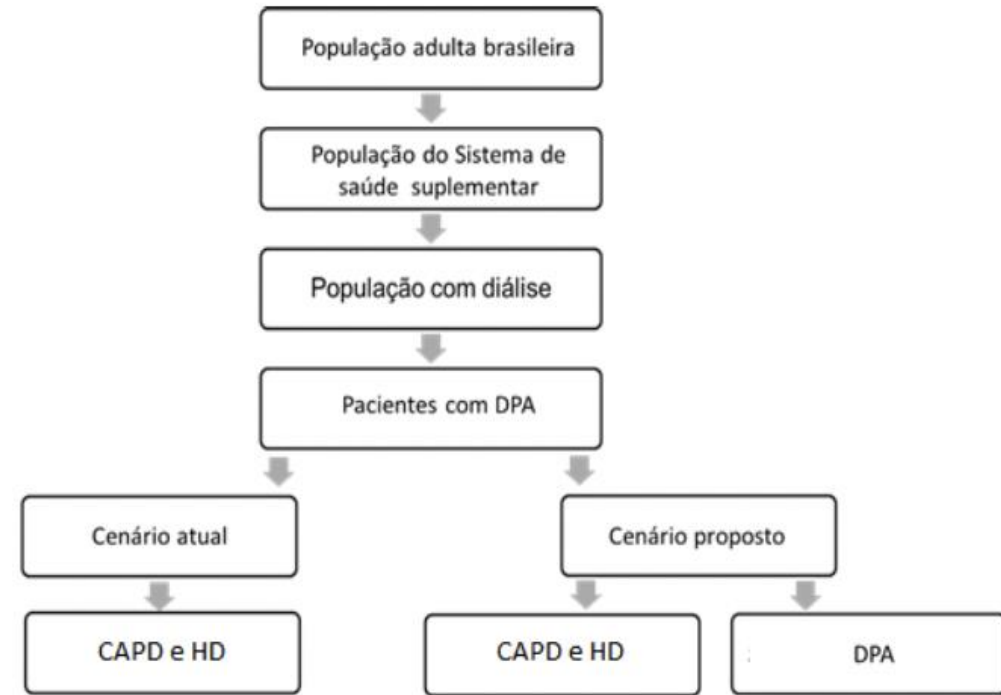 População adulta brasileira
População do Sistema de
saúde suplementar
População com diálise
Pacientes com DPA
Cenário atual
Cenário proposto
CAPD e HD
CAPD e HD
DPA